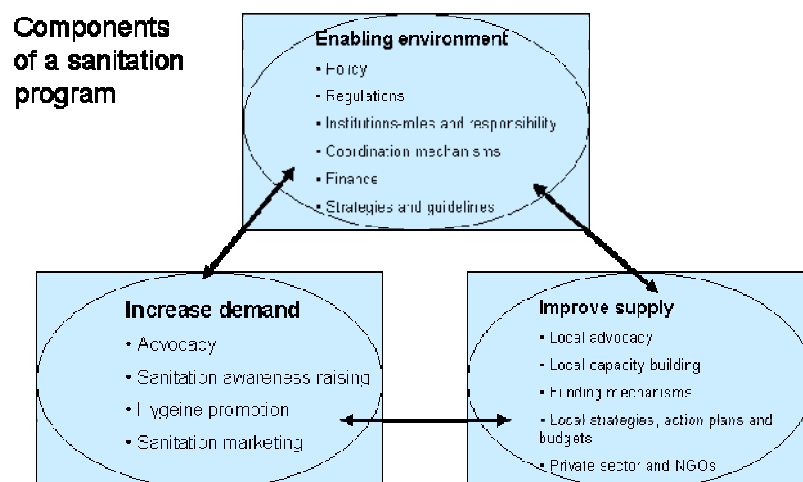 Components
of a sanitation
program
Enabling environment
• Policy
• Regulations
• Institutions-roles and responsibility
• Coordination mechanisms
• Finance
• Strategies and guidelines
Increase demand
• Advocacy
• Sanitation awareness raising
• Hygeine promotion
• Sanitation marketing
Improve supply
• Local advocacy
• Local capacity building
• Funding mechanisms
• Local strategies, action plans and
budgets
• Private sector and NGOs